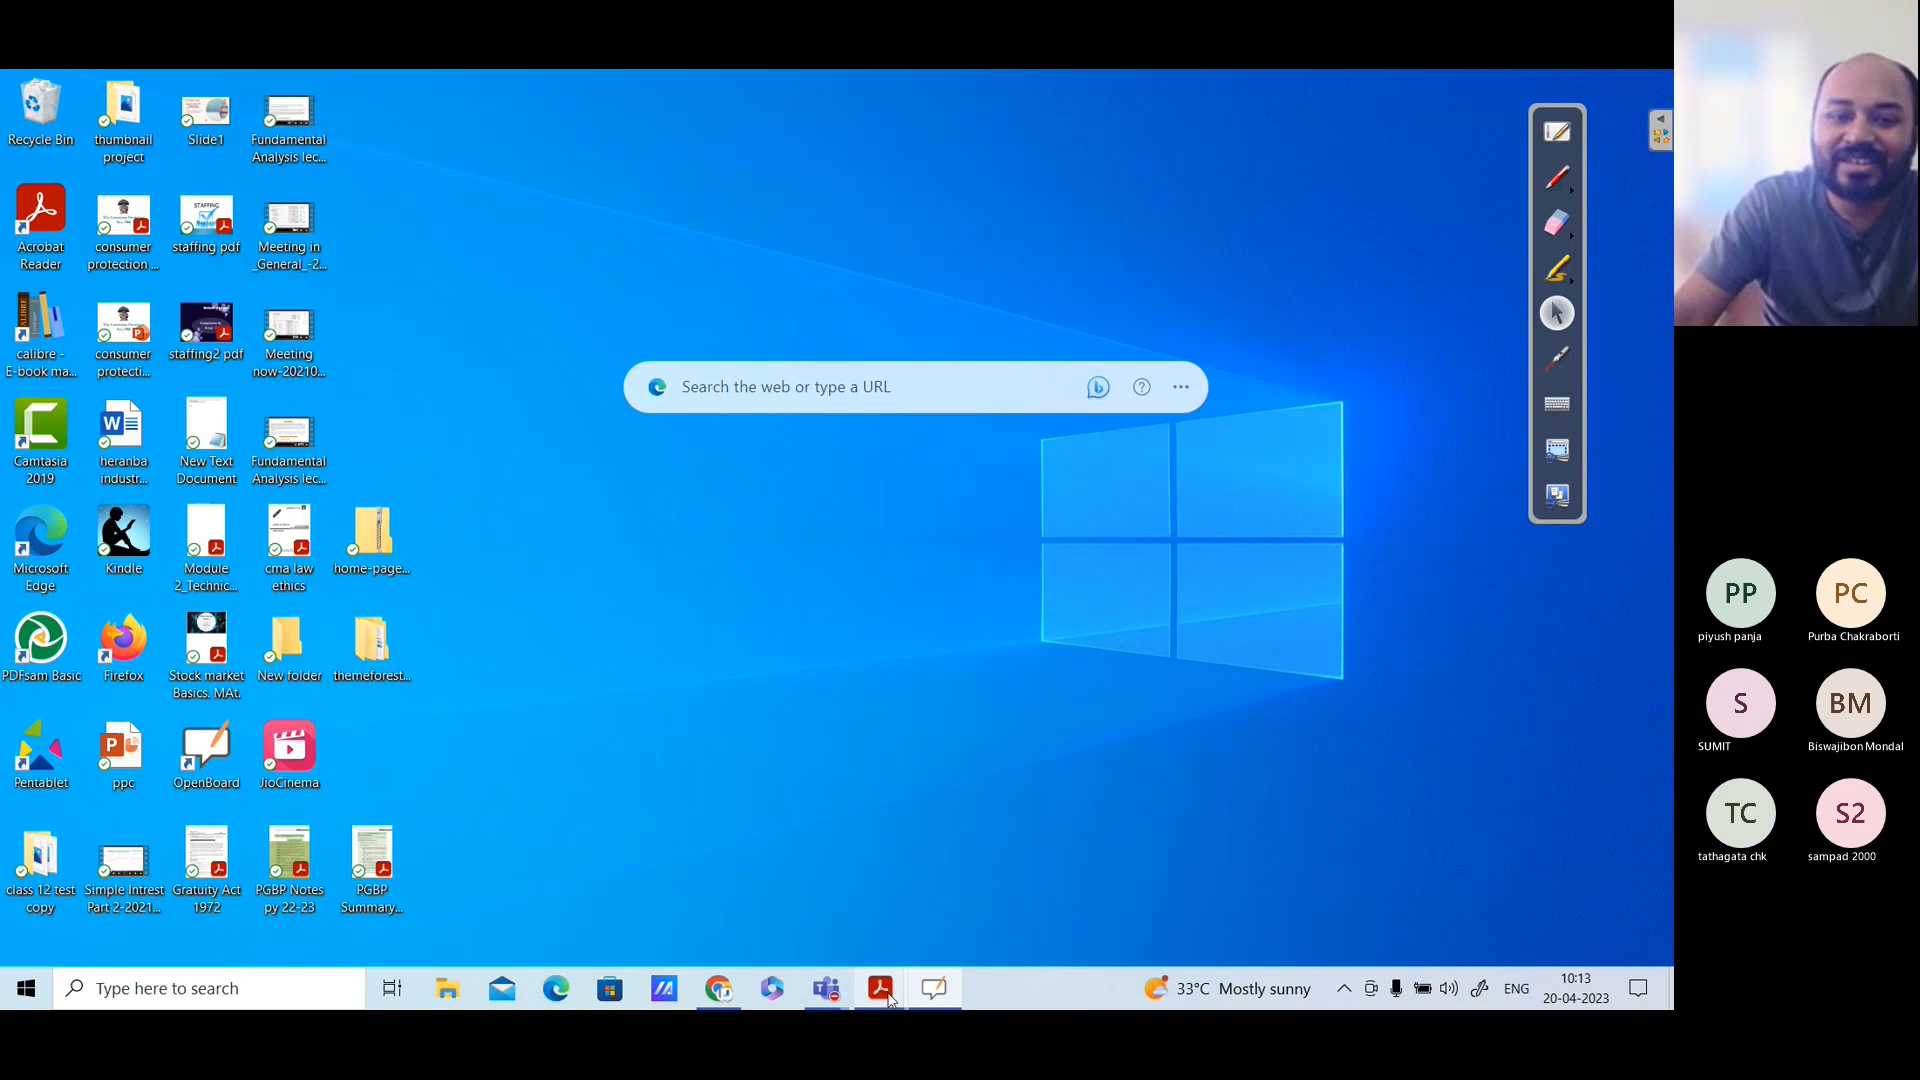 Recycle Bin
thumbnail
project
Slide1
Fundamental
Analysis lec...
Acrobat
Reader
consumer
protection ...
STAFFING
staffing pdf
Meeting in
_General_-2...
CALIBRE
calibre -
E-book ma...
consumer
protecti...
staffing2 pdf
Meeting
now-20210...
Search the web or type a URL
Camtasia
2019
heranba
industr...
New Text
Document
Fundamental
Analysis lec...
Microsoft
Edge
Kindle
Module
2_Technic...
cma law
ethics
home-page...
PDFsam Basic
Firefox
Stock market
Basics. MAt.
New folder
themeforest...
Pentablet
ppc
OpenBoard
JioCinema
class 12 test
copy
Simple Intrest
Part 2-2021...
Gratuity Act
1972
PGBP Notes
py 22-23
PGBP
Summary...
PP
piyush panja
PC
Purba Chakraborti
S
SUMIT
BM
Biswajibon Mondal
TC
tathagata chk
S2
sampad 2000
Type here to search
33°C Mostly sunny
ENG
10:13
20-04-2023